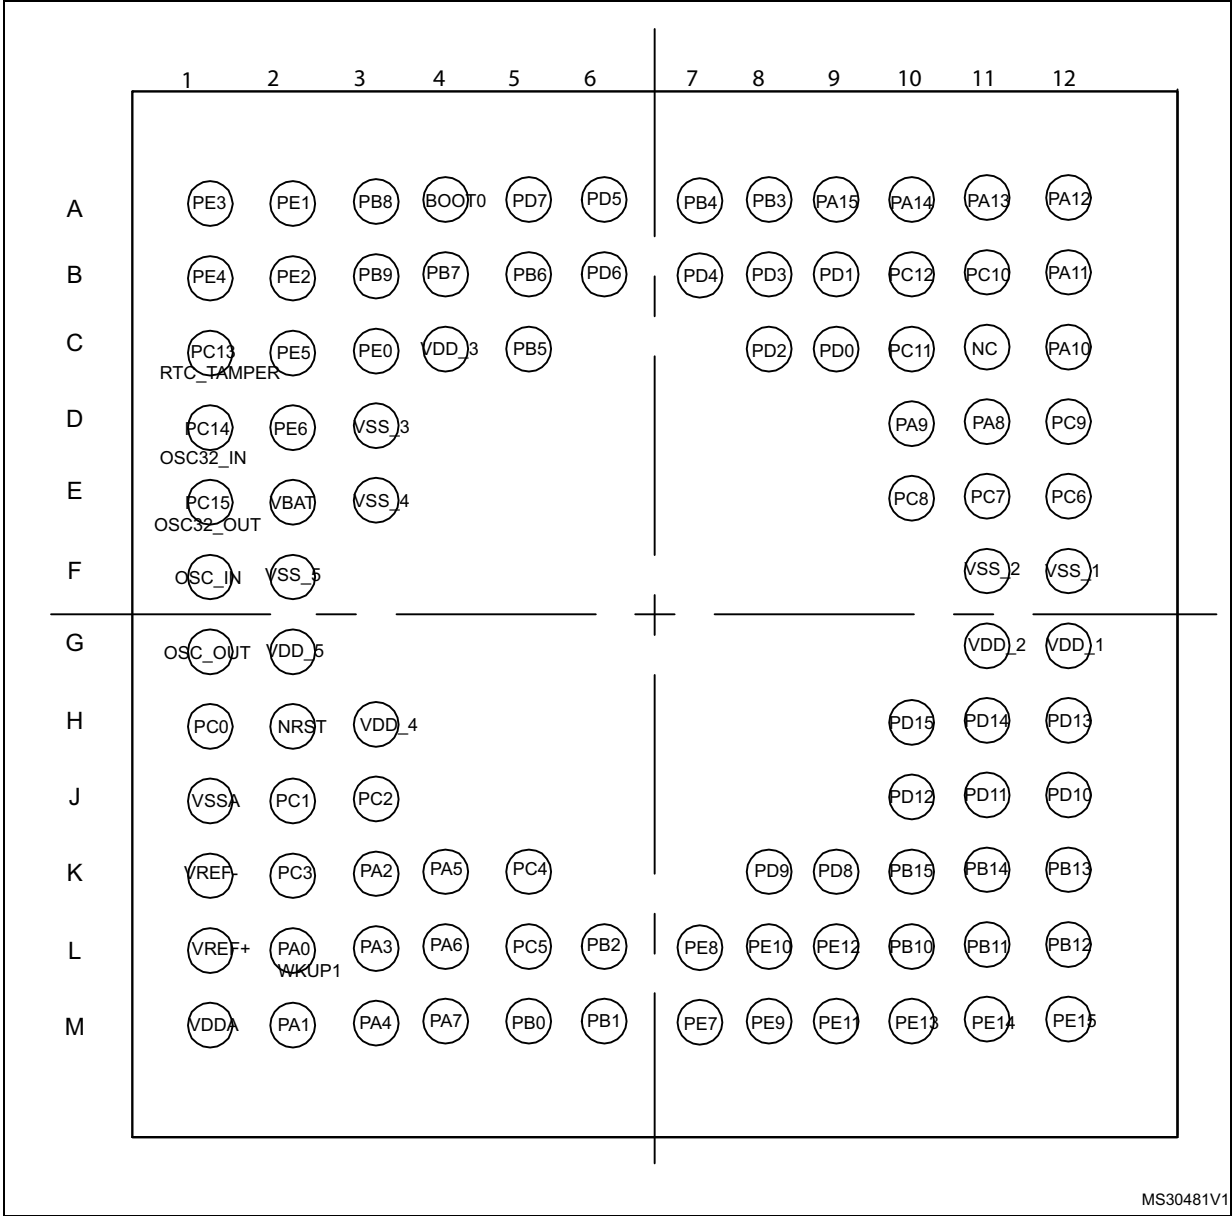 1 2 3 4 5 6 7 8 9 10 11 12
A PE3 PE1 PB8 BOOT0 PD7 PD5 PB4 PB3 PA15 PA14 PA13 PA12
B PE4 PE2 PB9 PB7 PB6 PD6 PD4 PD3 PD1 PC12 PC10 PA11
C PC13 PE5 PE0 VDD_3 PB5 PD2 PD0 PC11 NC PA10
RTC_TAMPER
D PC14 PE6 VSS_3 PA9 PA8 PC9
OSC32_IN
E PC15 VBAT VSS_4 PC8 PC7 PC6
OSC32_OUT
F OSC_IN VSS_5 VSS_2 VSS_1
G OSC_OUT VDD_5 VDD_2 VDD_1
H PC0 NRST VDD_4 PD15 PD14 PD13
J VSSA PC1 PC2 PD12 PD11 PD10
K VREF- PC3 PA2 PA5 PC4 PD9 PD8 PB15 PB14 PB13
L VREF+ PA0 PA3 PA6 PC5 PB2 PE8 PE10 PE12 PB10 PB11 PB12
WKUP1
M VDDA PA1 PA4 PA7 PB0 PB1 PE7 PE9 PE11 PE13 PE14 PE15
MS30481V1